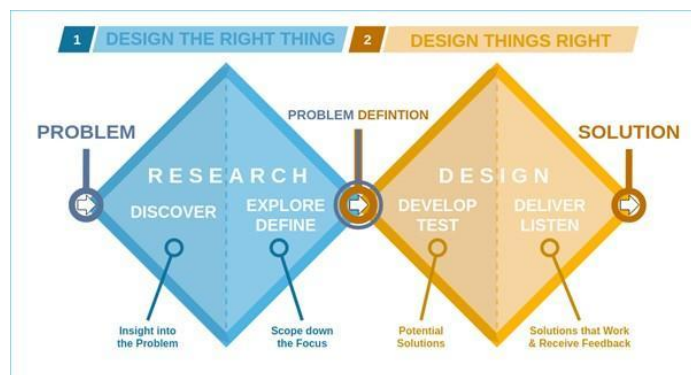 1 DESIGN THE RIGHT THING
2 DESIGN THINGS RIGHT
PROBLEM
PROBLEM DEFINTION
SOLUTION
RESEARCH
DISCOVER
EXPLORE
DEFINE
DESIGN
DEVELOP
TEST
DELIVER
LISTEN
Insight into
the Problem
Scope down
the Focus
Potential
Solutions
Solutions that Work
& Receive Feedback